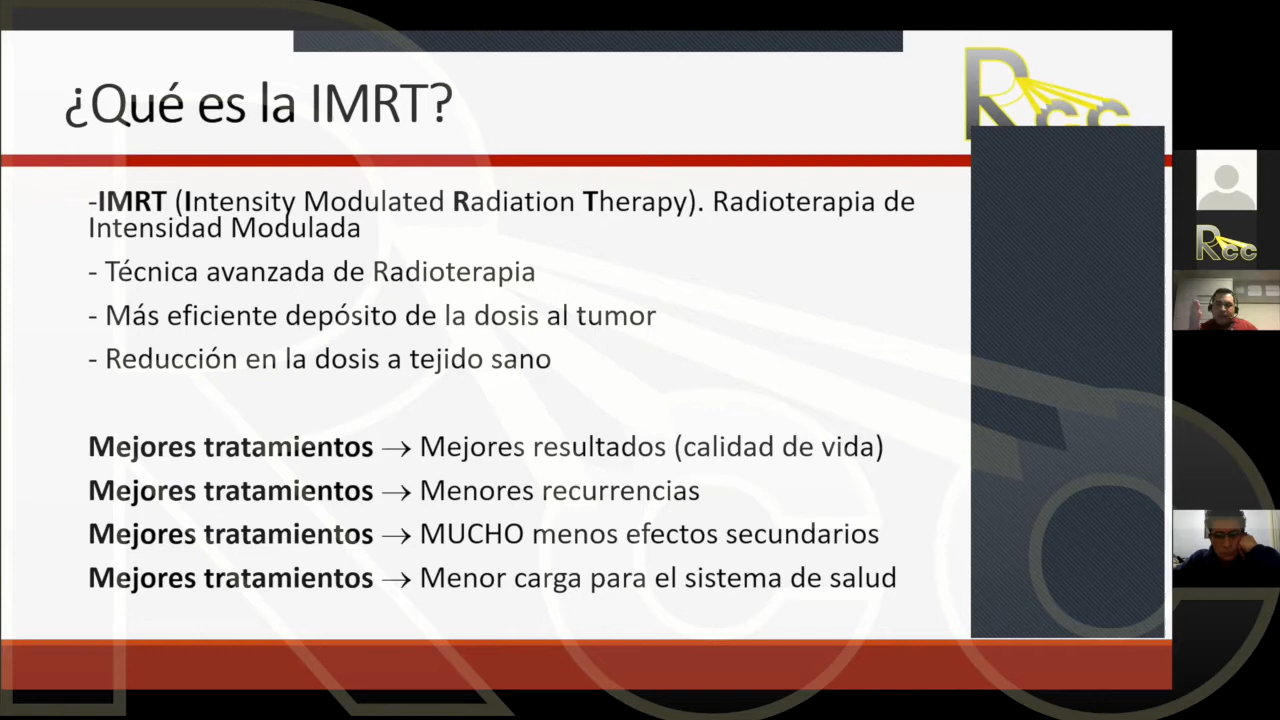 ¿Qué es la IMRT?
Rcc
-IMRT (Intensity Modulated Radiation Therapy). Radioterapia de
Intensidad Modulada
- Técnica avanzada de Radioterapia
- Más eficiente depósito de la dosis al tumor
- Reducción en la dosis a tejido sano
Mejores tratamientos → Mejores resultados (calidad de vida)
Mejores tratamientos → Menores recurrencias
Mejores tratamientos → MUCHO menos efectos secundarios
Mejores tratamientos → Menor carga para el sistema de salud
Rcc